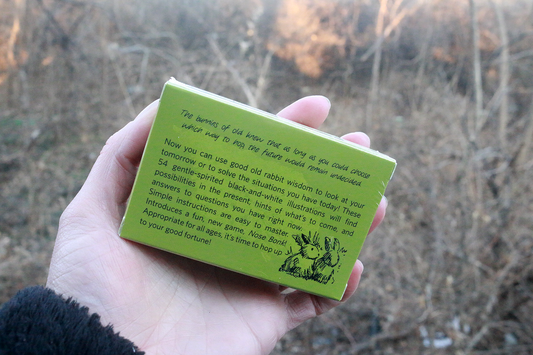 The bunnies of old knew that as long as you could choose
which way to hop, the future would remain undecided.
Now you can use good old rabbit wisdom to look at your
tomorrow or to solve the situations you have today! These
54 gentle-spirited black-and-white illustrations will find
possibilities in the present, hints of what's to come, and
answers to questions you have right now.
Simple instructions are easy to master.
Introduces a fun, new game, Nose Bone!
Appropriate for all ages, it's time to hop up
to your good fortune!